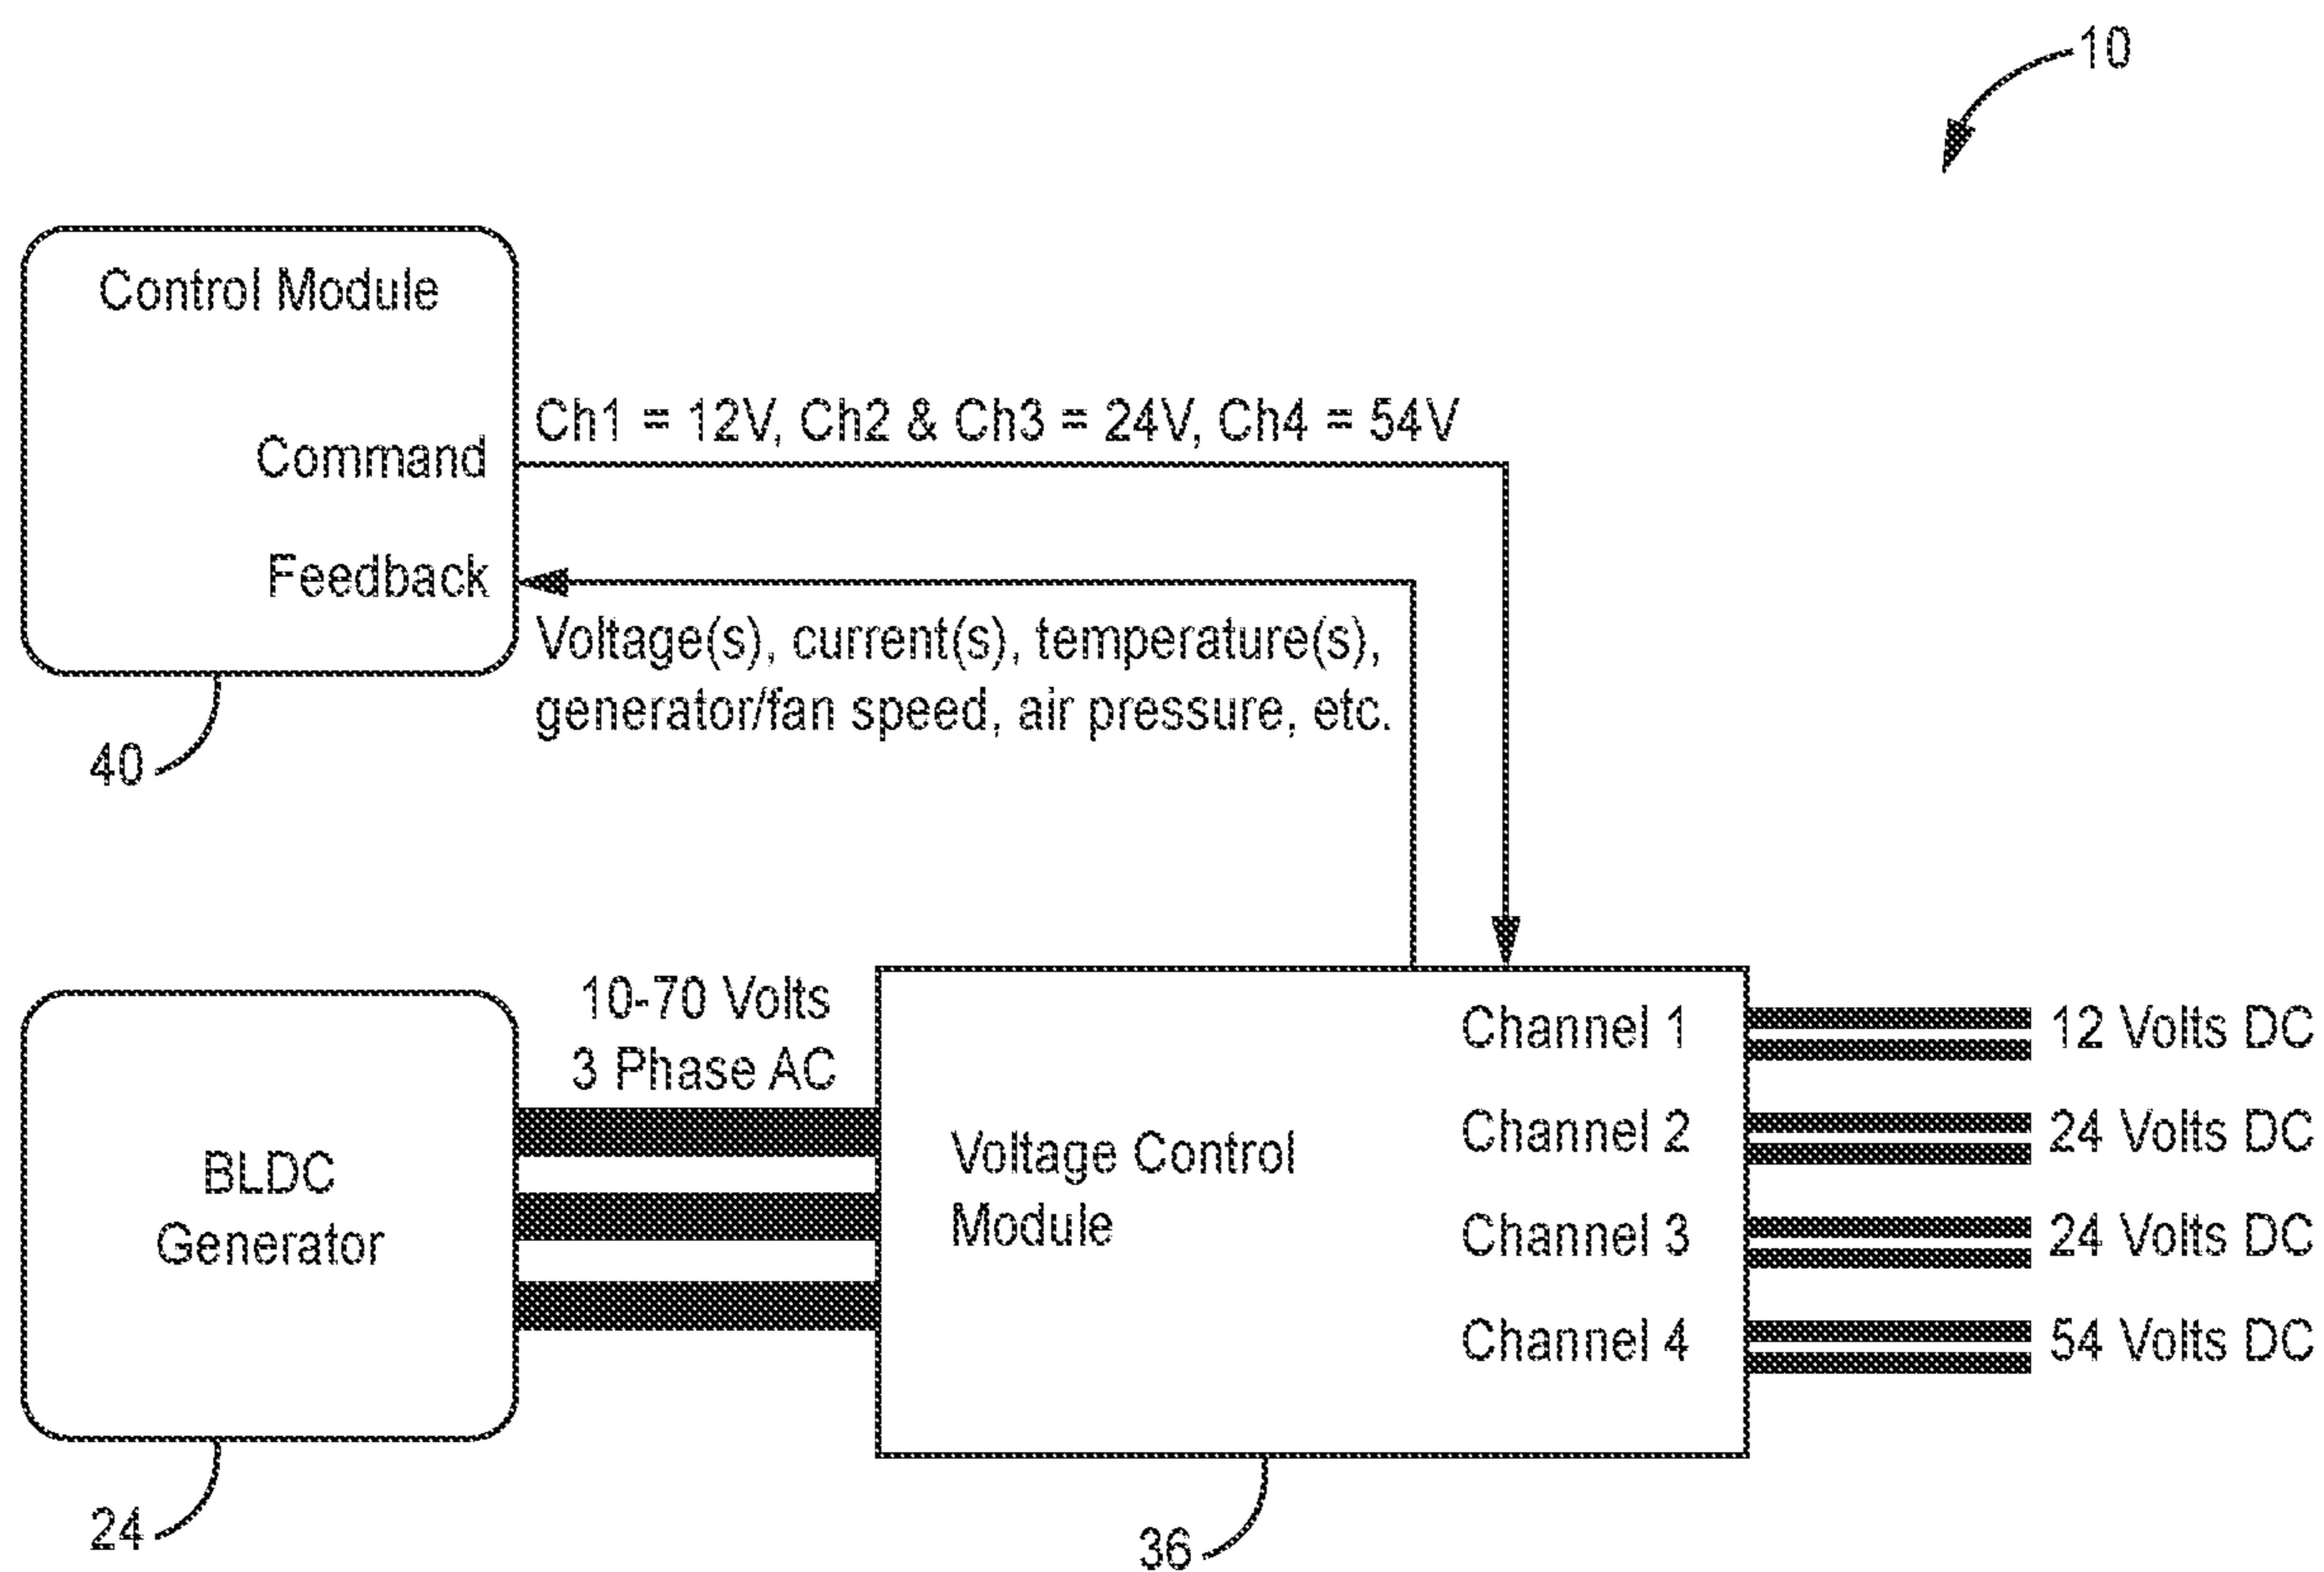 10
Control Module
Ch1 = 12V, Ch2 & Ch3 = 24V, Ch4 = 54V
Command
Feedback
Voltage(s), current(s), temperature(s),
generator/fan speed, air pressure, etc.
40
10-70 Volts
3 Phase AC
BLDC
Generator
24
Voltage Control
Module
36
Channel 1
12 Volts DC
Channel 2
24 Volts DC
Channel 3
24 Volts DC
Channel 4
54 Volts DC